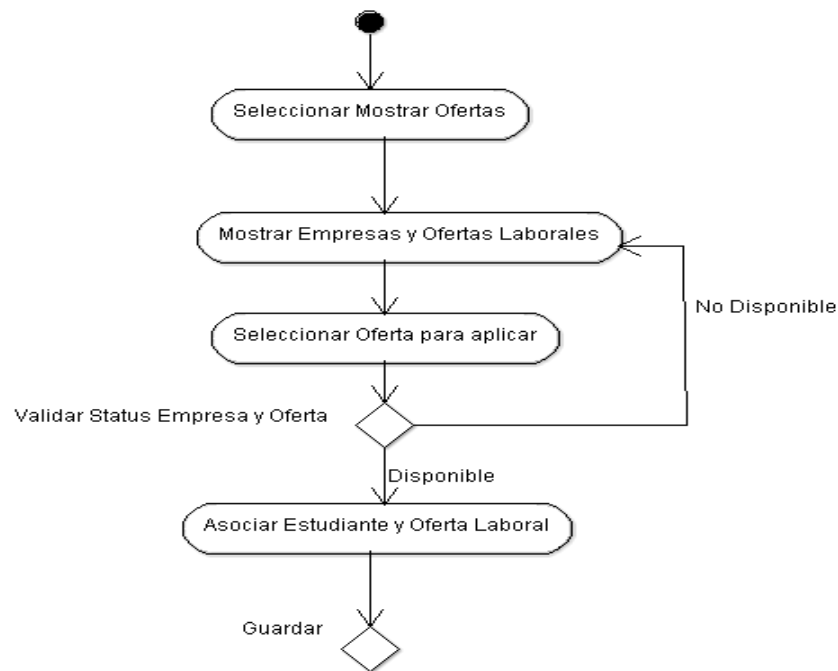 Seleccionar Mostrar Ofertas
Mostrar Empresas y Ofertas Laborales
No Disponible
Seleccionar Oferta para aplicar
Validar Status Empresa y Oferta
Disponible
Asociar Estudiante y Oferta Laboral
Guardar